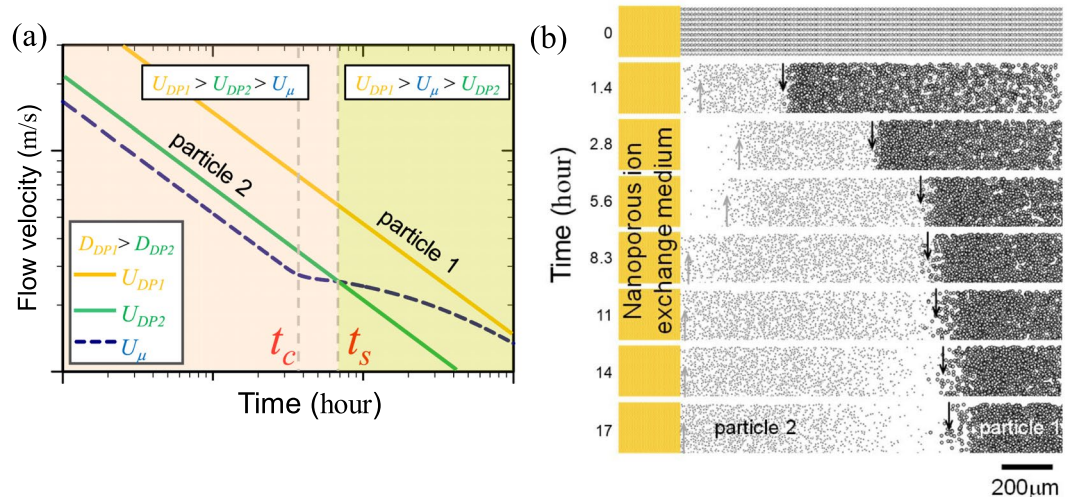 (a)
U_DP1 > U_DP2 > U_μ
U_DP1 > U_μ > U_DP2
particle 2
particle 1
D_DP1 > D_DP2
U_DP1
U_DP2
U_μ
t_c
t_s
Flow velocity (m/s)
Time (hour)
(b)
Time (hour)
0
1.4
2.8
5.6
8.3
11
14
17
Nanoporous ion
exchange medium
particle 2
particle 1
200μm